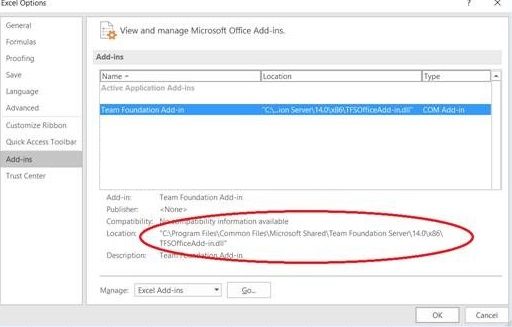 Excel Options
?
General
Formulas
Proofing
Save
Language
Advanced
Customize Ribbon
Quick Access Toolbar
Add-ins
Trust Center
View and manage Microsoft Office Add-ins.
Add-ins
Name Location Type
Active Application Add-ins
Team Foundation Add-in "C:\...ion Server\14.0\x86\TFSOfficeAdd-in.dll" COM Add-in
Add-in: Team Foundation Add-in
Publisher: <None>
Compatibility: No compatibility information available
Location: "C:\Program Files\Common Files\Microsoft Shared\Team Foundation Server\14.0\x86\
TFSOfficeAdd-in.dll"
Description: Team Foundation Add-in
Manage: Excel Add-ins Go...
OK Cancel